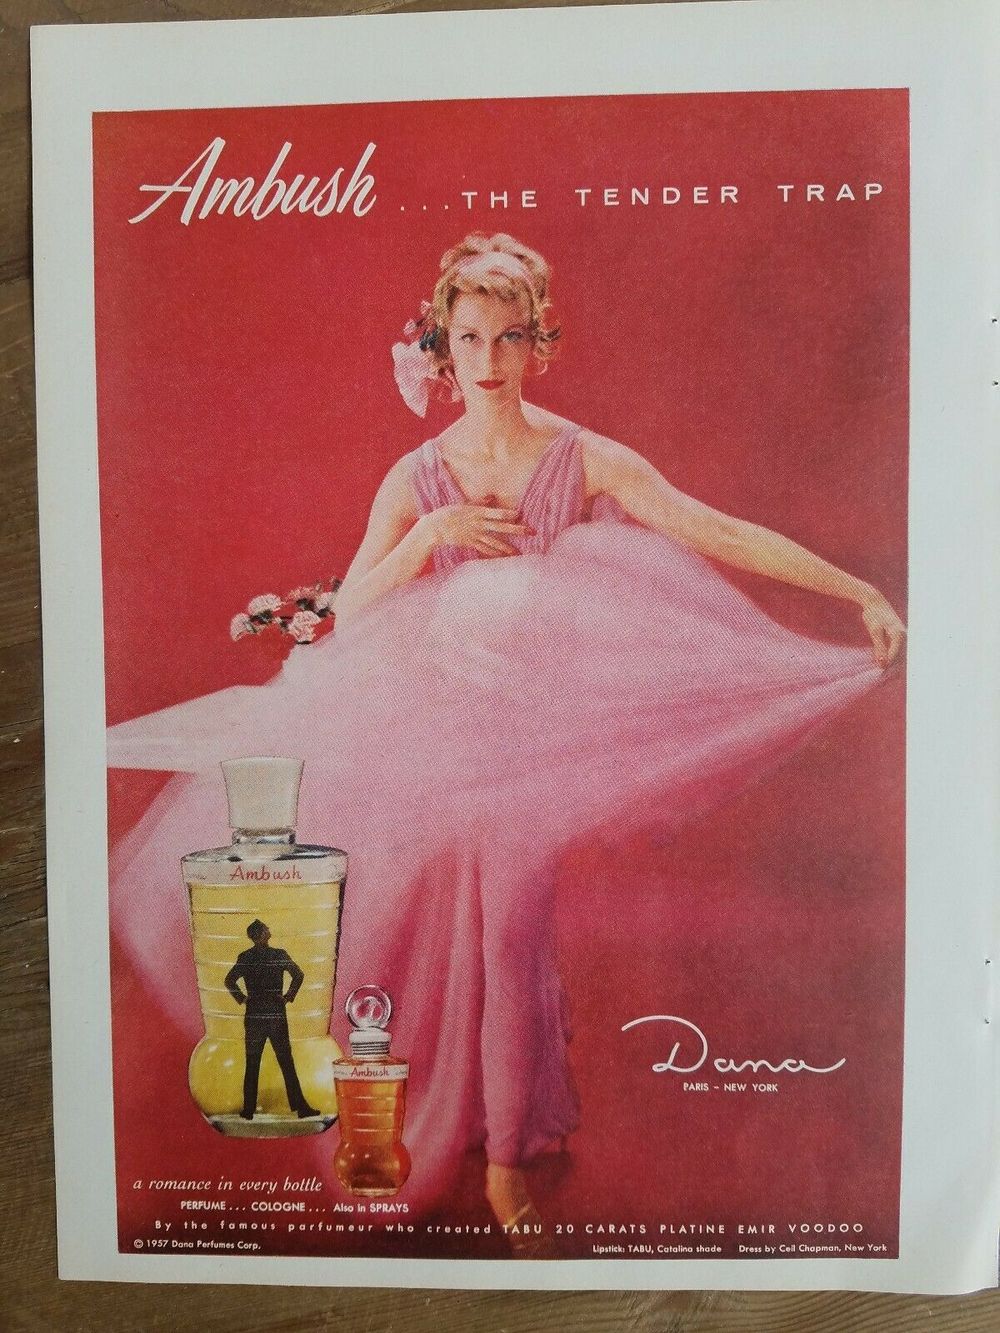 Ambush ...THE TENDER TRAP
Ambush
Ambush
Dana
PARIS – NEW YORK
a romance in every bottle
PERFUME... COLOGNE... Also in SPRAYS
By the famous parfumeur who created TABU 20 CARATS PLATINE EMIR VOODOO
© 1957 Dana Perfumes Corp. Lipstick: TABU, Catalina shade Dress by Ceil Chapman, New York